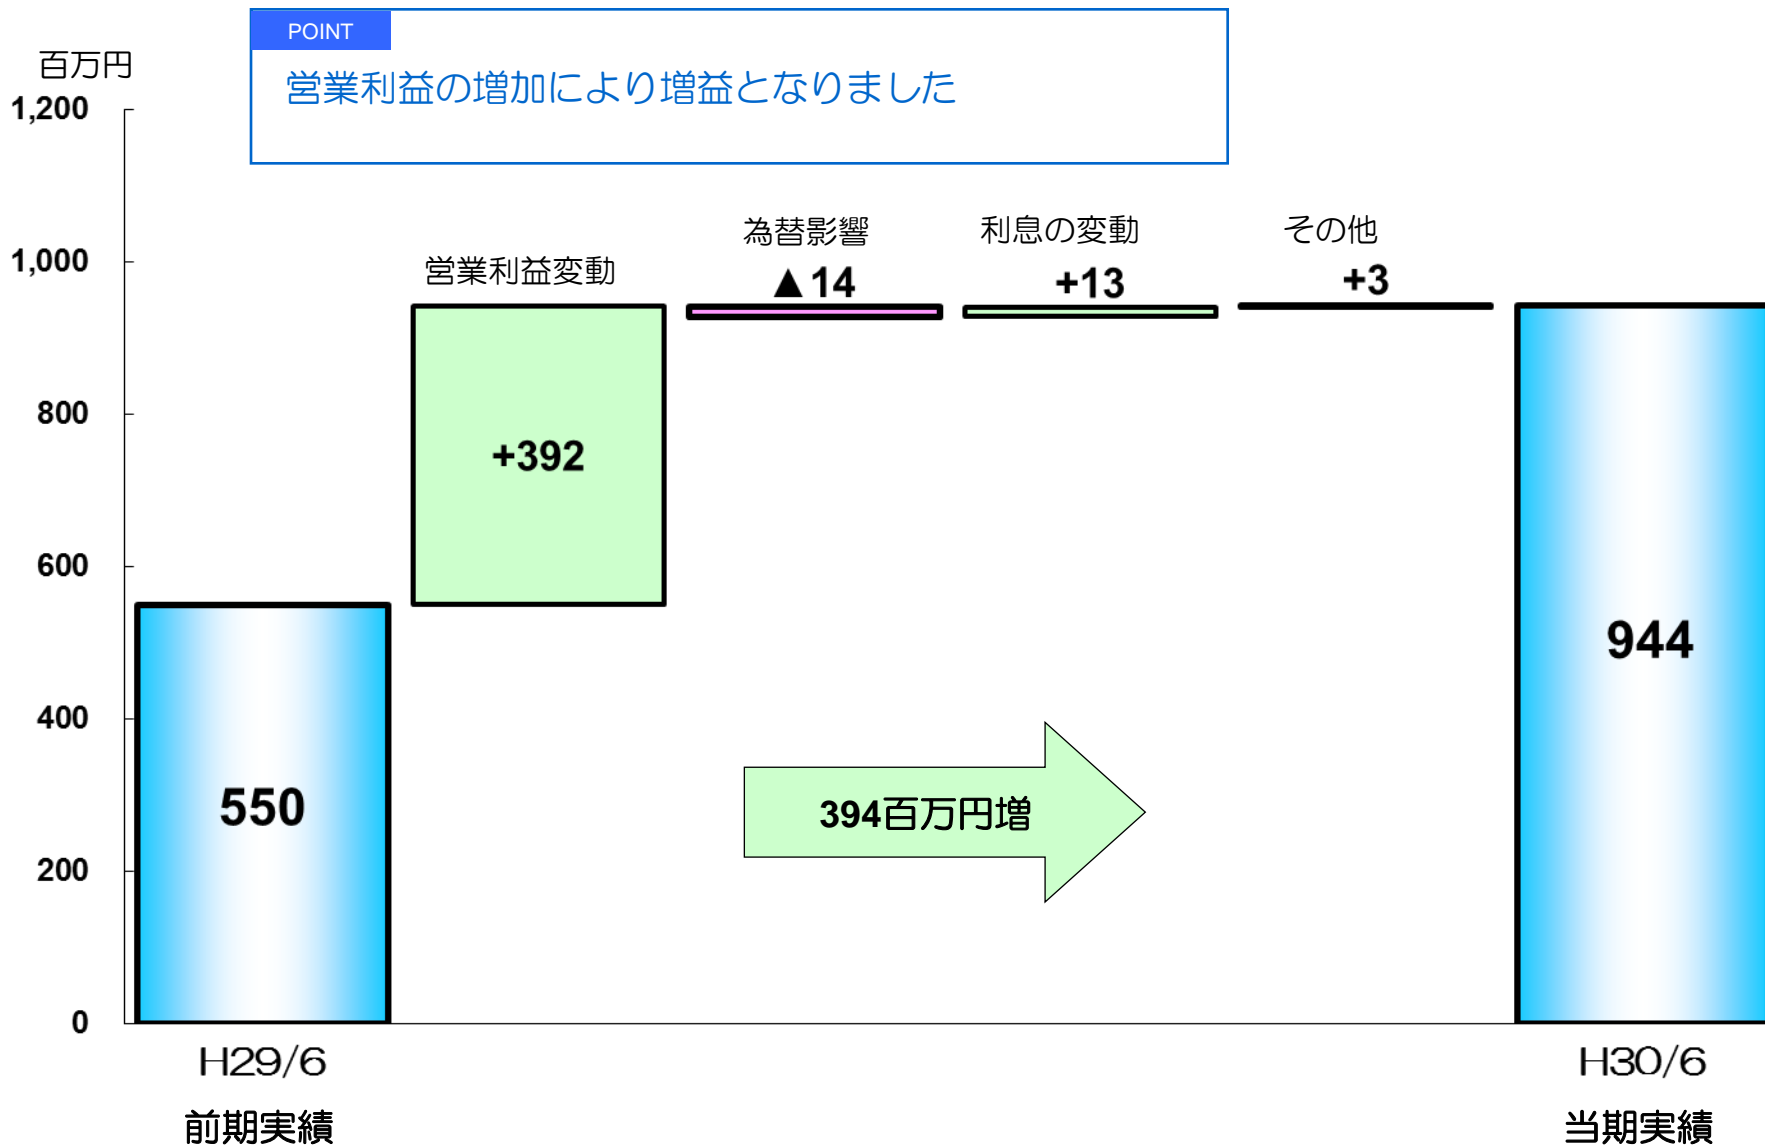 POINT
営業利益の増加により増益となりました
百万円
1,200
1,000
800
600
400
200
0
営業利益変動
+392
為替影響
▲14
利息の変動
+13
その他
+3
550
944
394百万円増
H29/6
前期実績
H30/6
当期実績